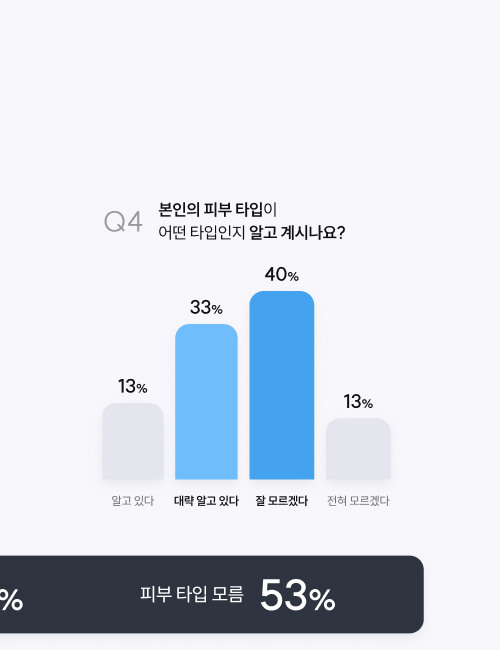 Q4
본인의 피부 타입이
어떤 타입인지 알고 계시나요?
13%
33%
40%
13%
알고 있다
대략 알고 있다
잘 모르겠다
전혀 모르겠다
%
피부 타입 모름 53%